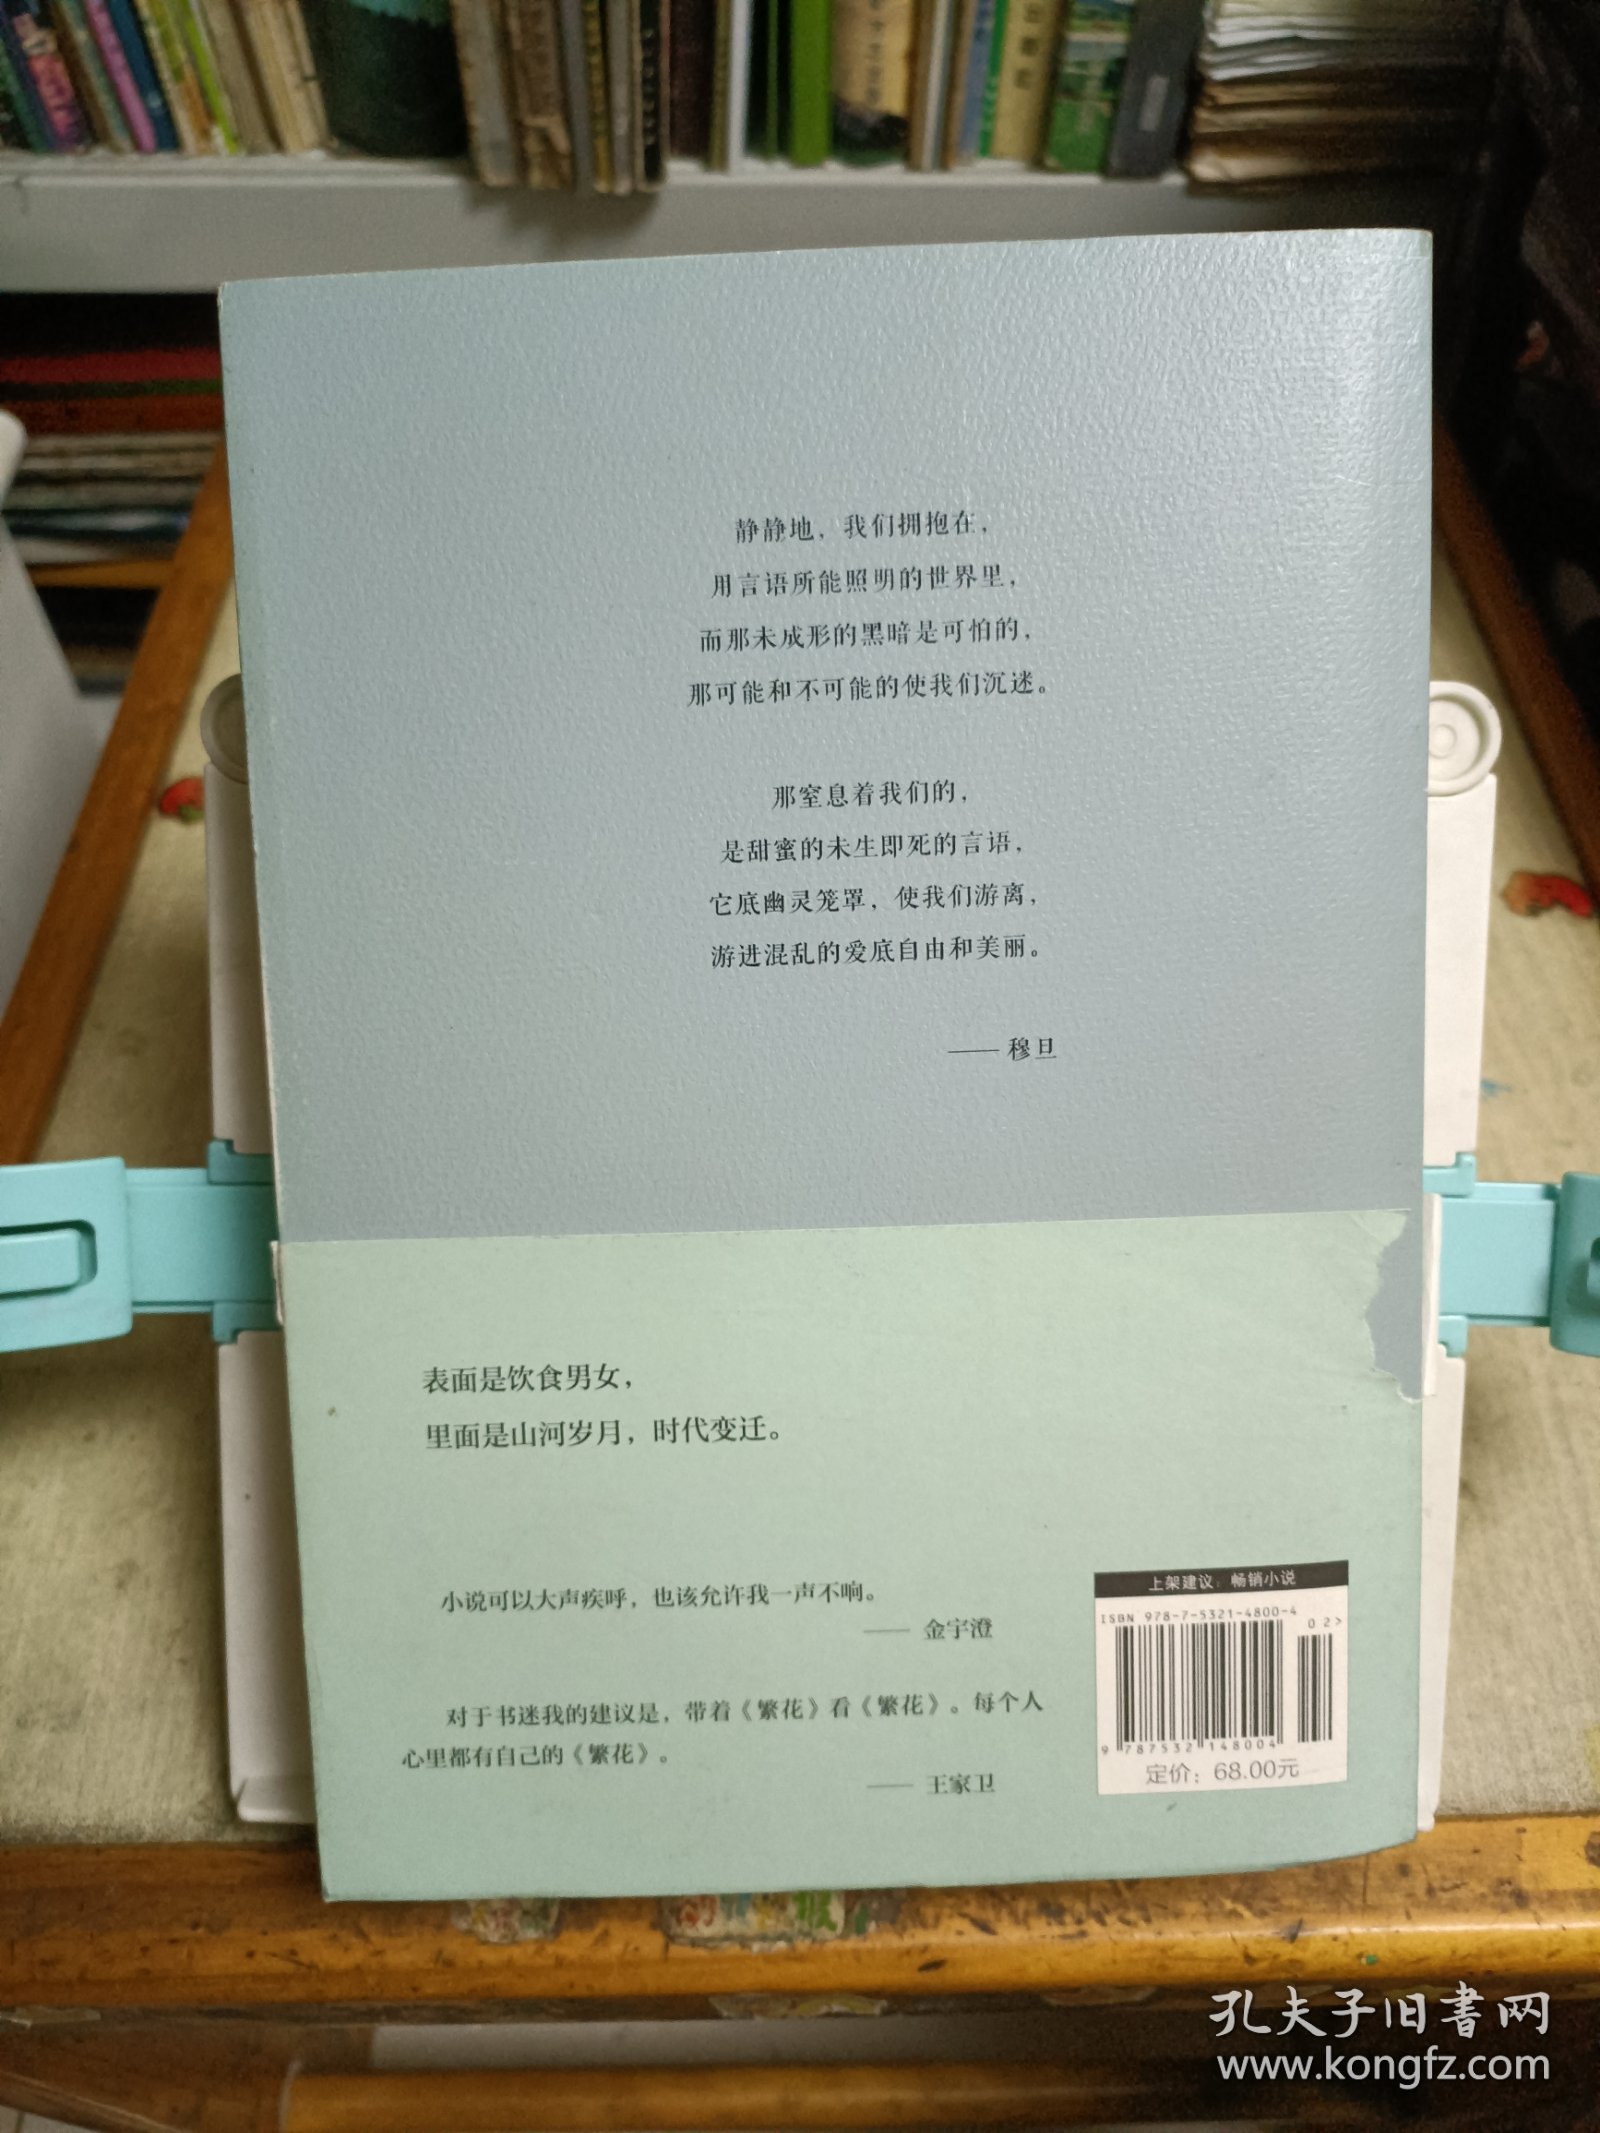 静静地，我们拥抱在，
用言语所能照明的世界里，
而那未成形的黑暗是可怕的，
那可能和不可能的使我们沉迷。
那窒息着我们的，
是甜蜜的未生即死的言语，
它底幽灵笼罩，使我们游离，
游进混乱的爱底自由和美丽。
—— 穆旦
表面是饮食男女，
里面是山河岁月，时代变迁。
小说可以大声疾呼，也该允许我一声不响。
—— 金宇澄
对于书迷我的建议是，带着《繁花》看《繁花》。每个人
心里都有自己的《繁花》。
—— 王家卫
上架建议：畅销小说
ISBN 978-7-5321-4800-4
02>
9 787532 148004
定价：68.00元
孔夫子旧书网
www.kongfz.com